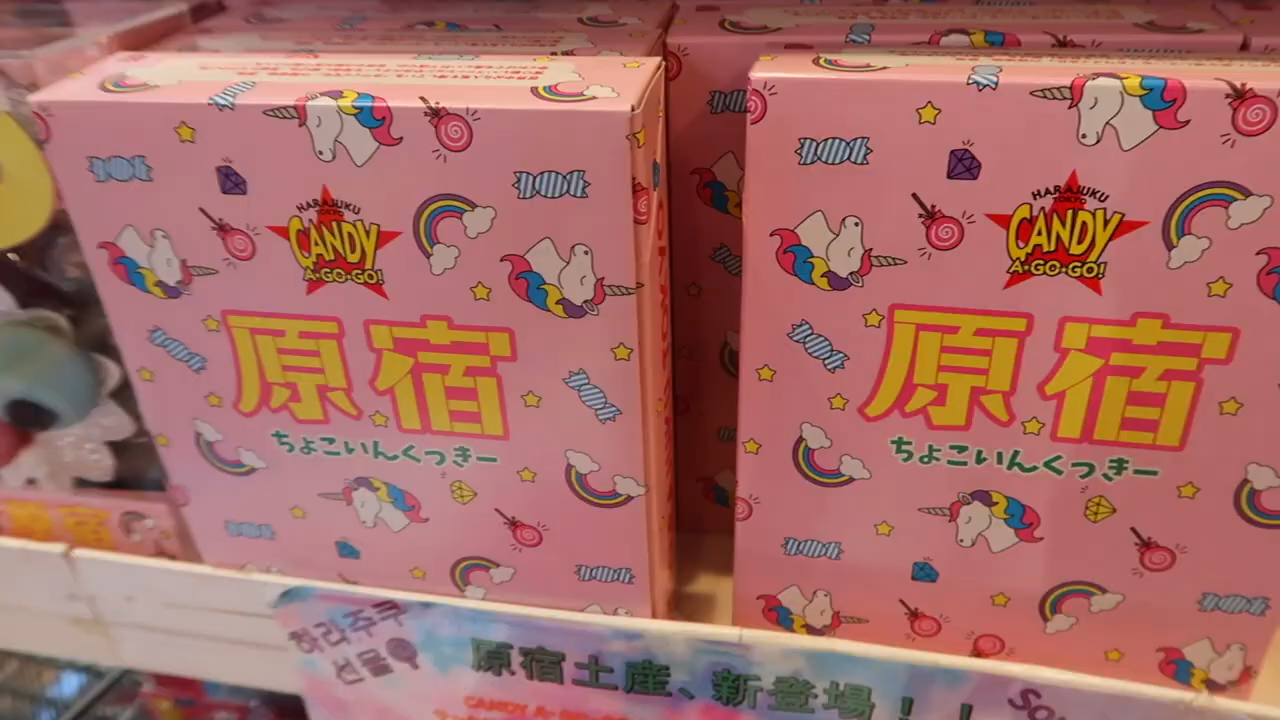 HARAJUKU
TOKYO
CANDY
A·GO·GO!
原宿
ちょこいんくっきー
HARAJUKU
TOKYO
CANDY
A·GO·GO!
原宿
ちょこいんくっきー
하라주쿠
선물
原宿土産、新登場！！
CANDY A·GO·GO